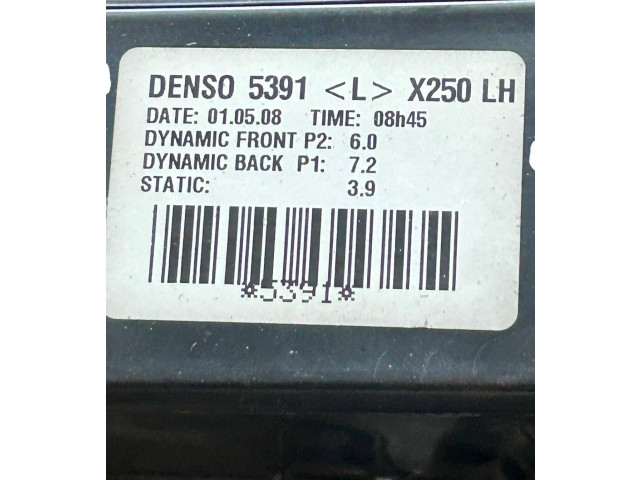 DENSO 5391 <L> X250 LH
DATE: 01.05.08 TIME: 08h45
DYNAMIC FRONT P2: 6.0
DYNAMIC BACK P1: 7.2
STATIC: 3.9
*5391*